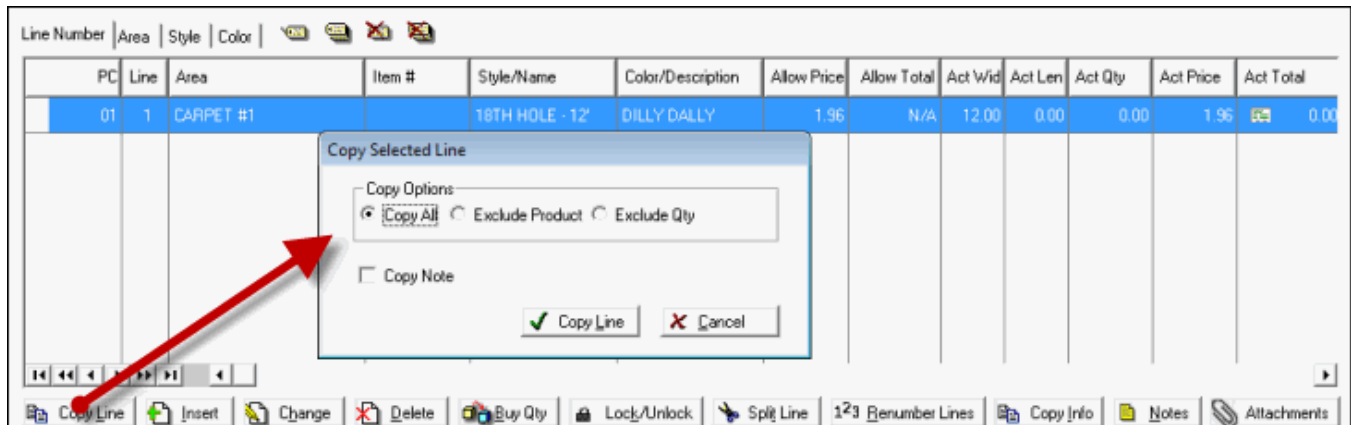 Line Number Area Style Color
PC Line Area Item # Style/Name Color/Description Allow Price Allow Total Act Wid Act Len Act Qty Act Price Act Total
01 1 CARPET #1 18TH HOLE - 12' DILLY DALLY 1.96 N/A 12.00 0.00 0.00 1.96 0.00
Copy Selected Line
Copy Options
Copy All Exclude Product Exclude Qty
Copy Note
Copy Line Cancel
Copy Line Insert Change Delete Buy Qty Lock/Unlock Split Line 123 Renumber Lines Copy Info Notes Attachments